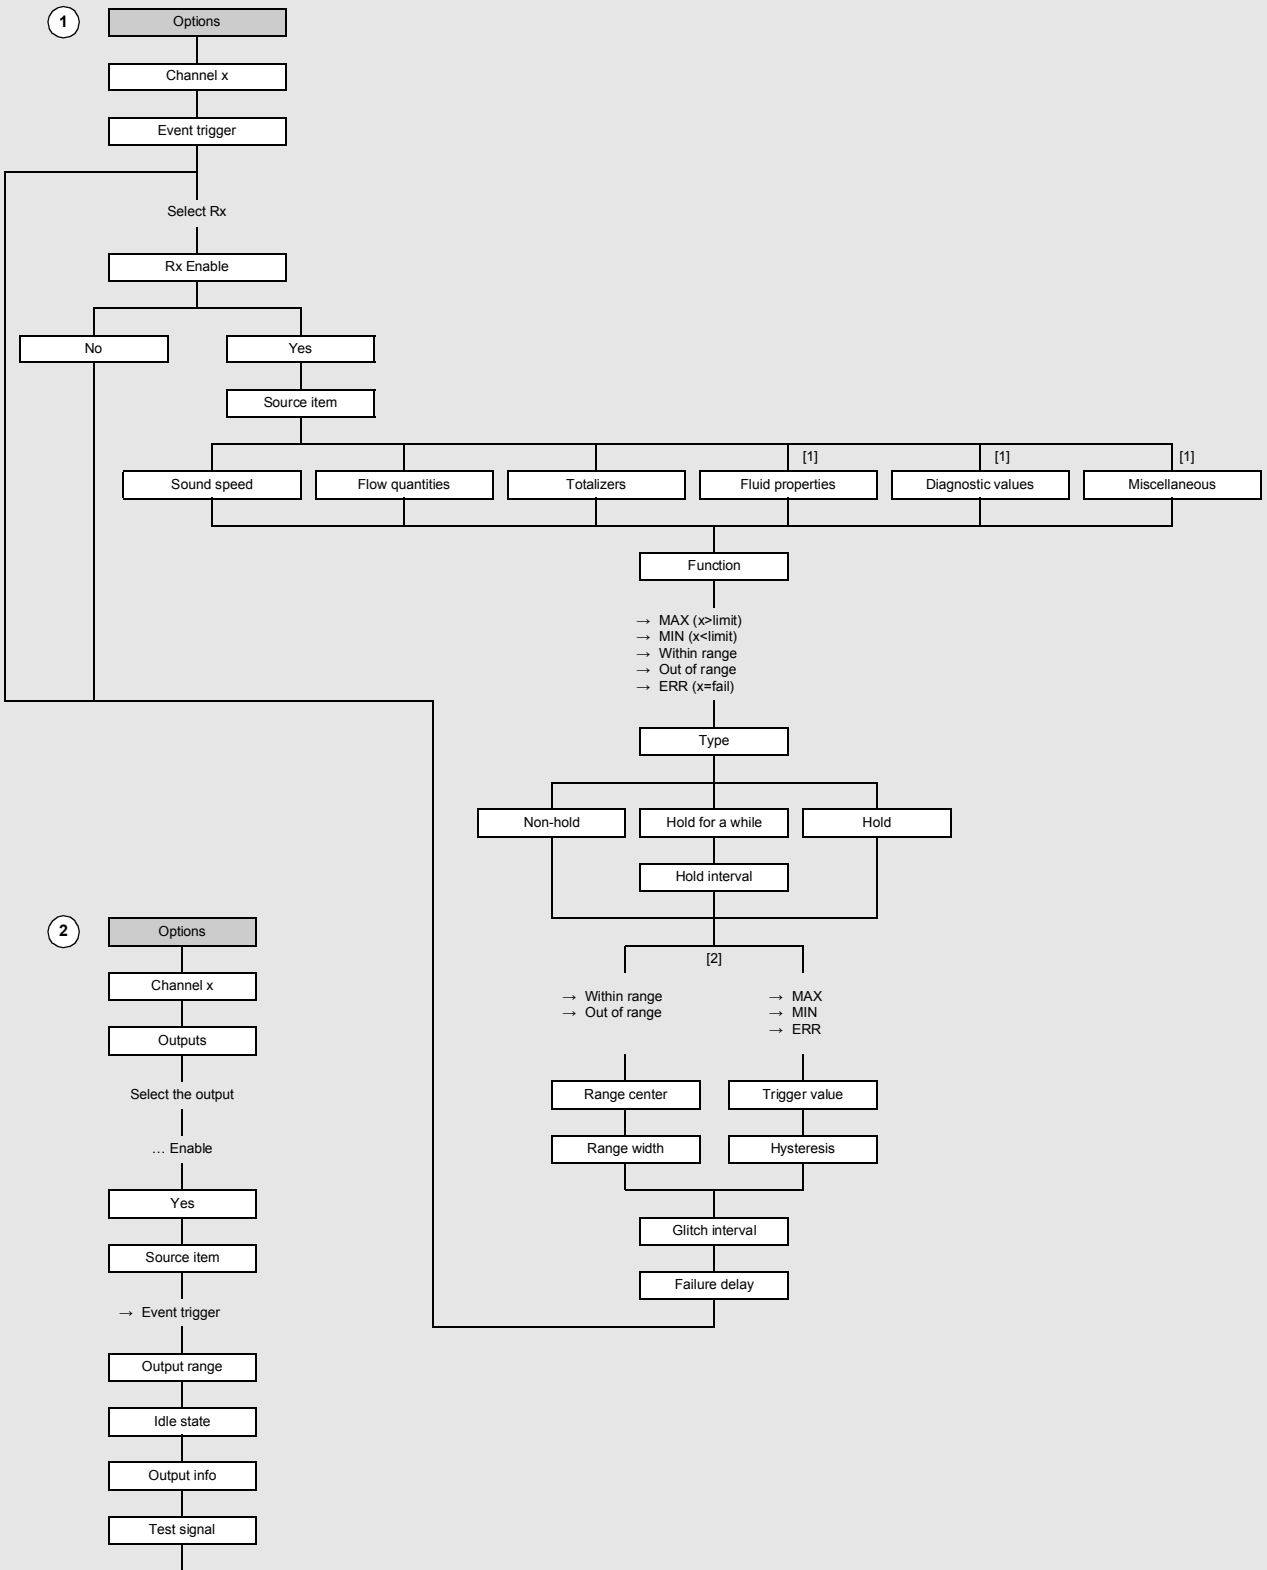 1
Options
Channel x
Event trigger
Select Rx
Rx Enable
No
Yes
Source item
[1]
[1]
[1]
Sound speed
Flow quantities
Totalizers
Fluid properties
Diagnostic values
Miscellaneous
Function
→ MAX (x>limit)
→ MIN (x<limit)
→ Within range
→ Out of range
→ ERR (x=fail)
Type
Non-hold
Hold for a while
Hold
Hold interval
[2]
→ Within range
→ Out of range
→ MAX
→ MIN
→ ERR
Range center
Trigger value
Range width
Hysteresis
Glitch interval
Failure delay
2
Options
Channel x
Outputs
Select the output
… Enable
Yes
Source item
→ Event trigger
Output range
Idle state
Output info
Test signal